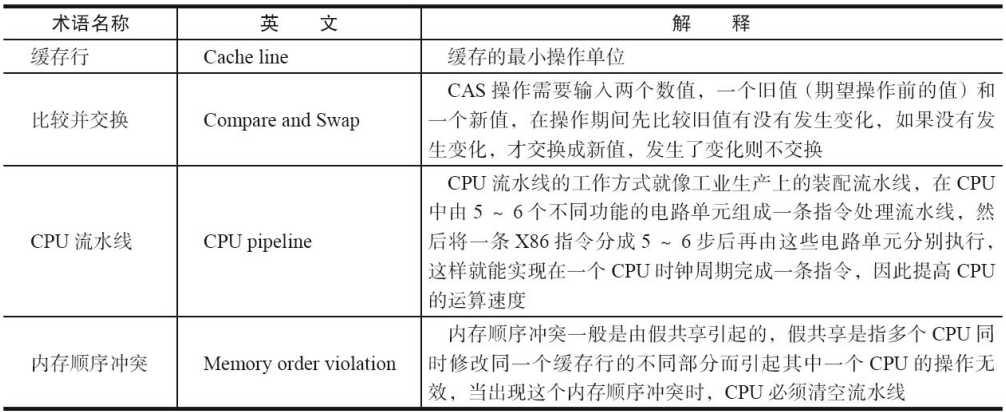 术语名称 英 文 解 释
缓存行 Cache line 缓存的最小操作单位
CAS 操作需要输入两个数值，一个旧值（期望操作前的值）和
比较并交换 Compare and Swap 一个新值，在操作期间先比较旧值有没有发生变化，如果没有发
生变化，才交换成新值，发生了变化则不交换
CPU 流水线的工作方式就像工业生产上的装配流水线，在 CPU
中由 5 ~ 6 个不同功能的电路单元组成一条指令处理流水线，然
CPU 流水线 CPU pipeline 后将一条 X86 指令分成 5 ~ 6 步后再由这些电路单元分别执行，
这样就能实现在一个 CPU 时钟周期完成一条指令，因此提高 CPU
的运算速度
内存顺序冲突一般是由假共享引起的，假共享是指多个 CPU 同
内存顺序冲突 Memory order violation 时修改同一个缓存行的不同部分而引起其中一个 CPU 的操作无
效，当出现这个内存顺序冲突时，CPU 必须清空流水线